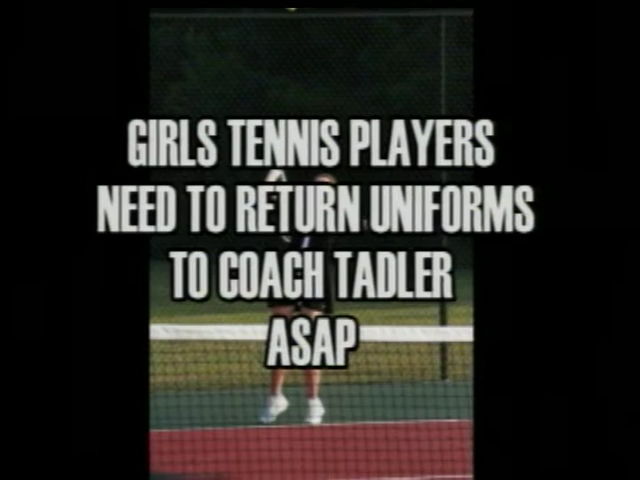 GIRLS TENNIS PLAYERS
NEED TO RETURN UNIFORMS
TO COACH TADLER
ASAP